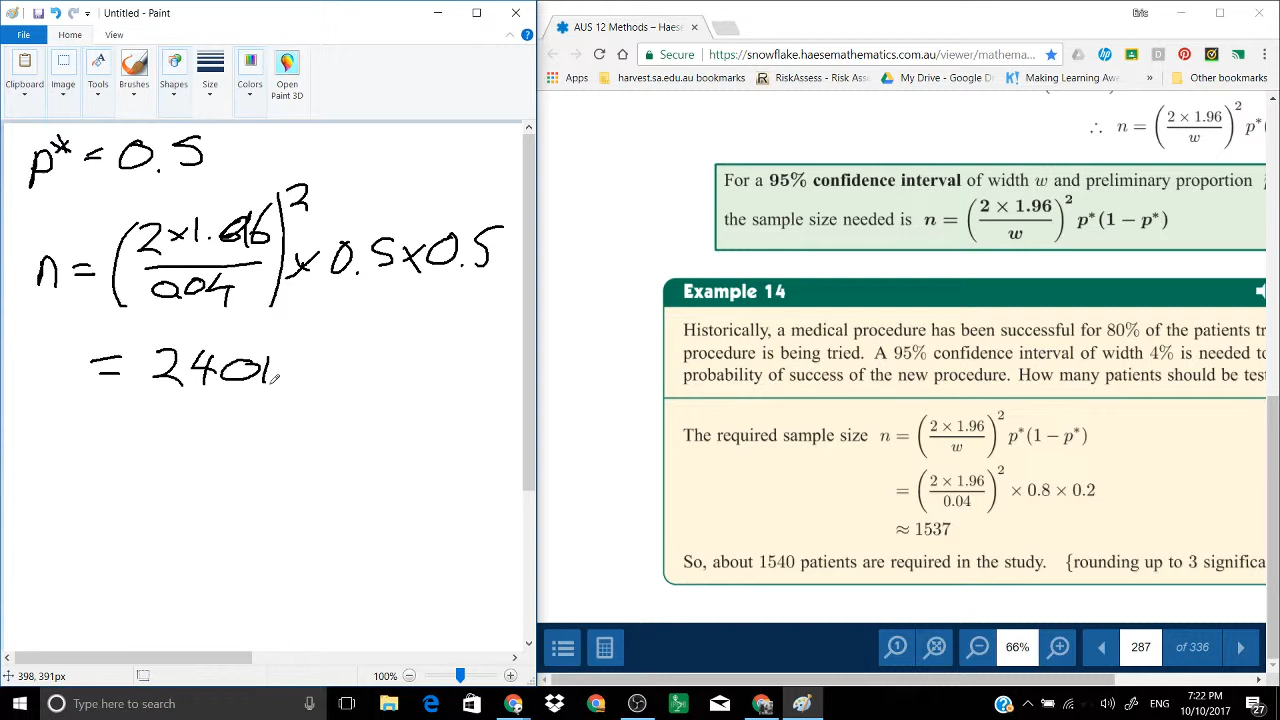 Untitled - Paint
File Home View
Clipboard Image Tools Brushes Shapes Size Colors Open Paint 3D
p* = 0.5
n = (2×1.96/0.04)² × 0.5 × 0.5
= 2401
398, 391px 100%
AUS 12 Methods – Haese
Secure https://snowflake.haesemathematics.com.au/viewer/mathema...
Apps harvest.sa.edu.au bookmarks RiskAssess - Risk Ass My Drive - Google D Making Learning Awe Other bookm
∴ n = (2 × 1.96/w)² p*(
For a 95% confidence interval of width w and preliminary proportion
the sample size needed is n = (2 × 1.96/w)² p*(1 − p*)
Example 14
Historically, a medical procedure has been successful for 80% of the patients tr
procedure is being tried. A 95% confidence interval of width 4% is needed to
probability of success of the new procedure. How many patients should be test
The required sample size n = (2 × 1.96/w)² p*(1 − p*)
= (2 × 1.96/0.04)² × 0.8 × 0.2
≈ 1537
So, about 1540 patients are required in the study. {rounding up to 3 significa
66% 287 of 336
Type here to search
ENG
7:22 PM
10/10/2017
27